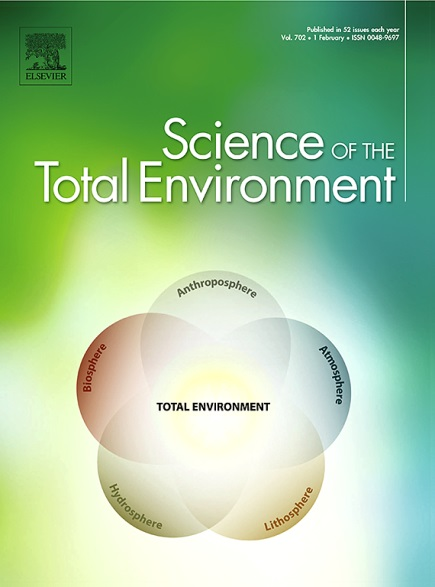 Published in 52 issues each year
Vol. 702 • 1 February • ISSN 0048-9697
ELSEVIER
Science OF THE
Total Environment
Anthroposphere
Biosphere
Atmosphere
TOTAL ENVIRONMENT
Hydrosphere
Lithosphere